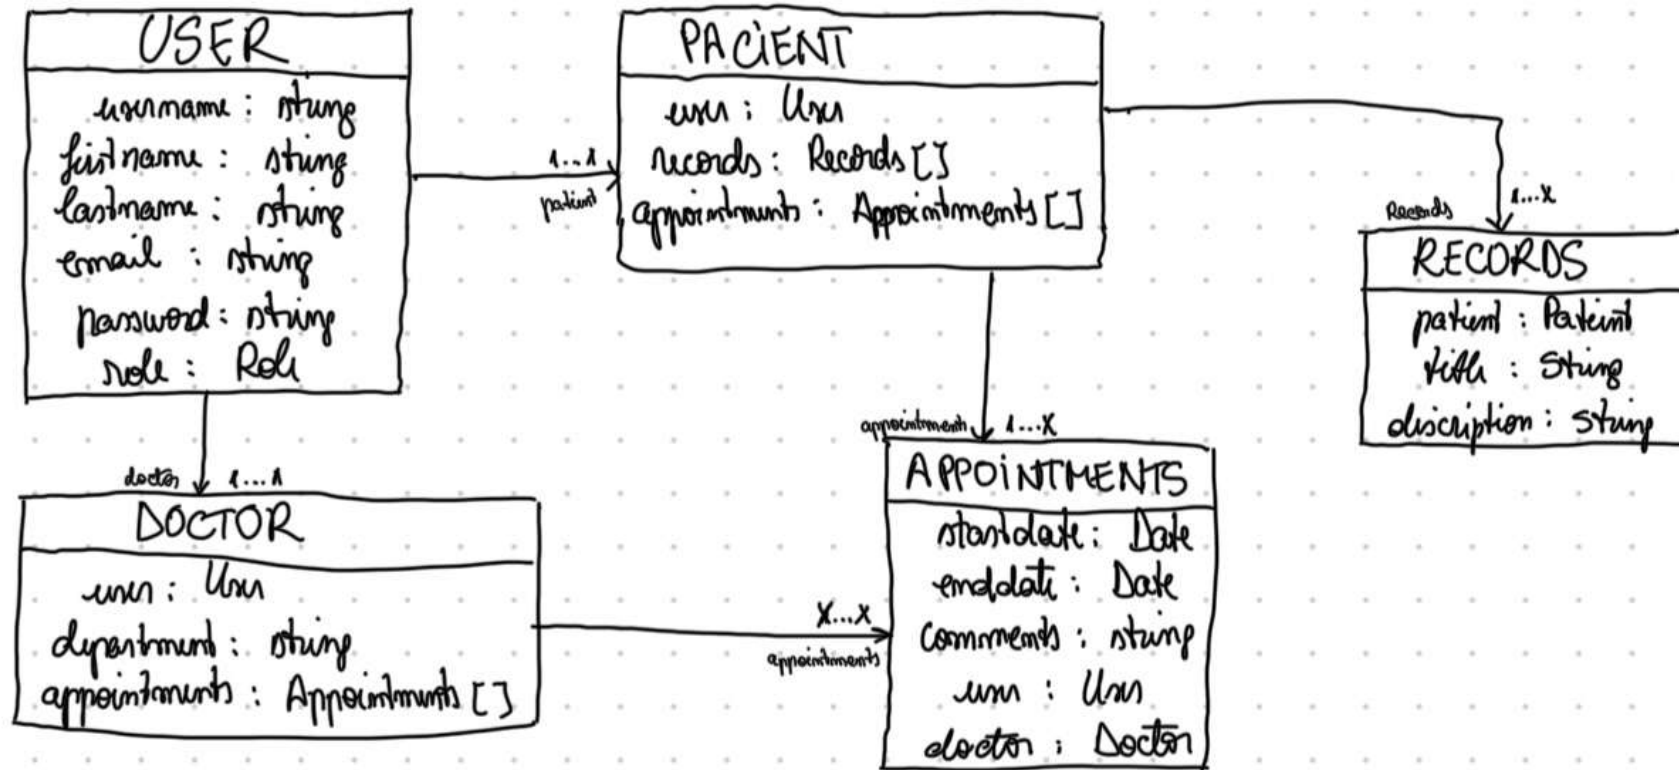 USER
username : string
firstname : string
lastname : string
email : string
password : string
role : Role
1...1
patient
PACIENT
user : User
records : Records []
appointments : Appointments []
Records
1...X
RECORDS
patient : Pateint
title : String
discription : String
doctor
1...1
DOCTOR
user : User
department : string
appointments : Appointments []
X...X
appointments
appointments
1...X
APPOINTMENTS
startdate : Date
enddate : Date
comments : string
user : User
doctor : Doctor